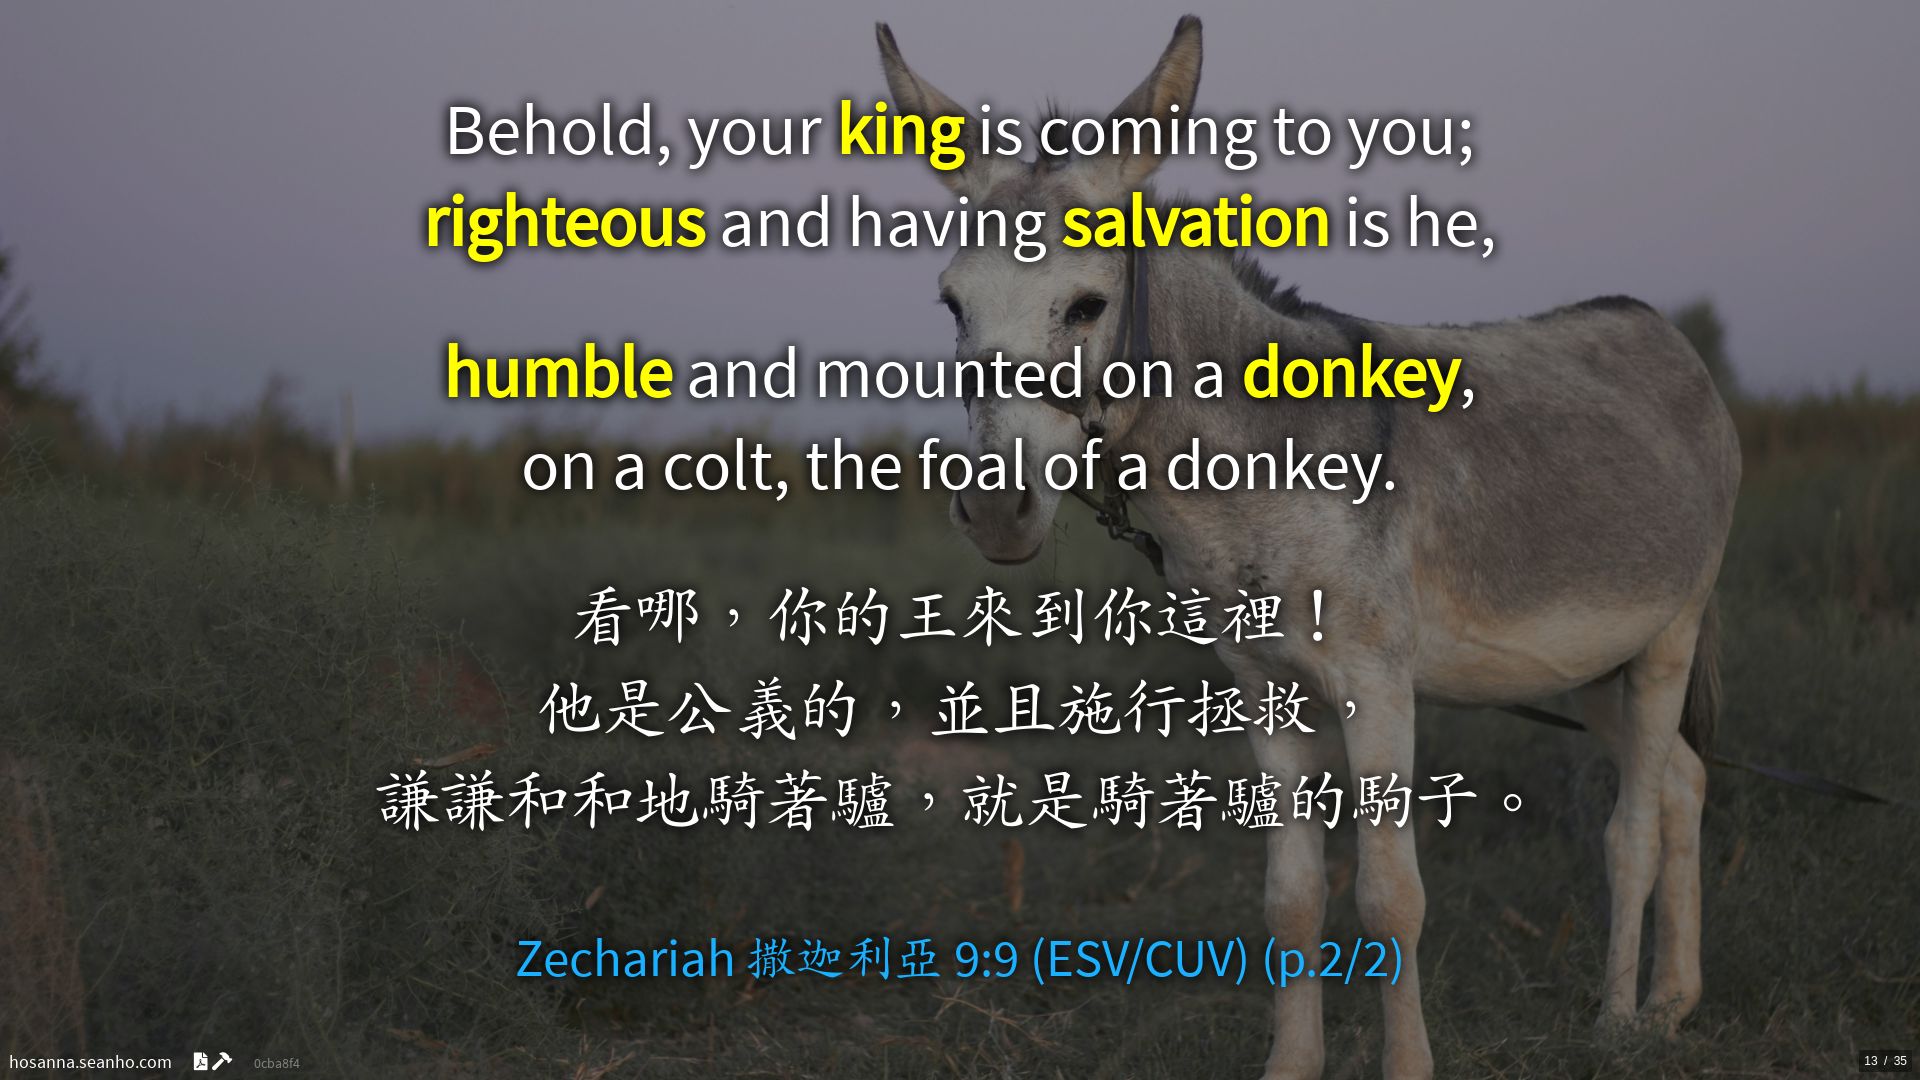 Behold, your king is coming to you;
righteous and having salvation is he,
humble and mounted on a donkey,
on a colt, the foal of a donkey.
看哪，你的王來到你這裡！
他是公義的，並且施行拯救，
謙謙和和地騎著驢，就是騎著驢的駒子。
Zechariah 撒迦利亞 9:9 (ESV/CUV) (p.2/2)
hosanna.seanho.com 0cba8f4
13 / 35